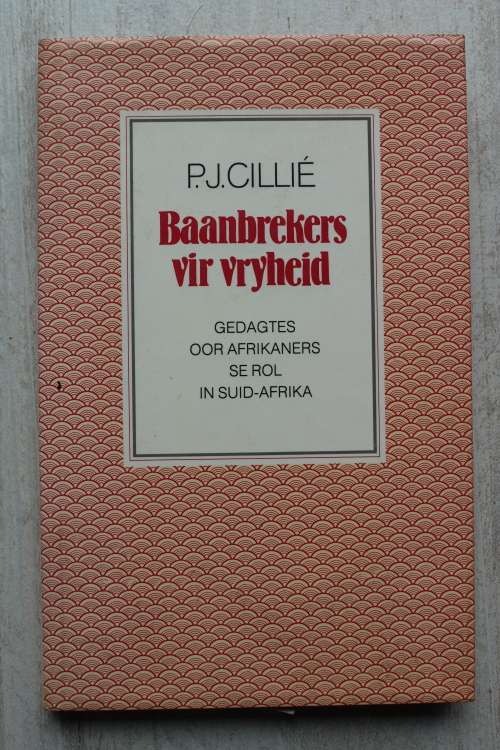 P.J.CILLIÉ
Baanbrekers
vir vryheid
GEDAGTES
OOR AFRIKANERS
SE ROL
IN SUID-AFRIKA